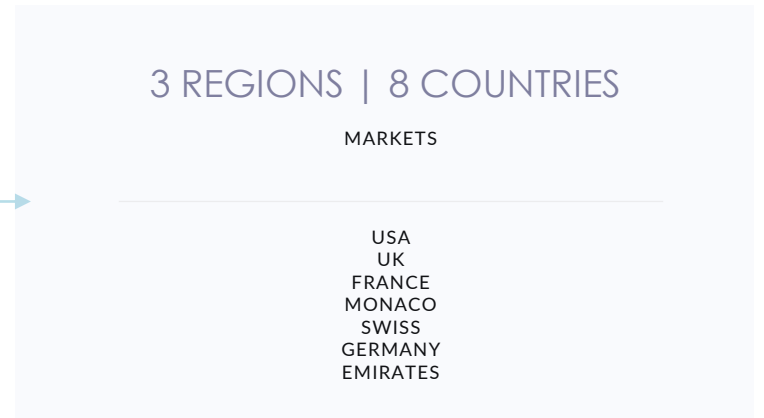 3 REGIONS | 8 COUNTRIES
MARKETS
USA
UK
FRANCE
MONACO
SWISS
GERMANY
EMIRATES